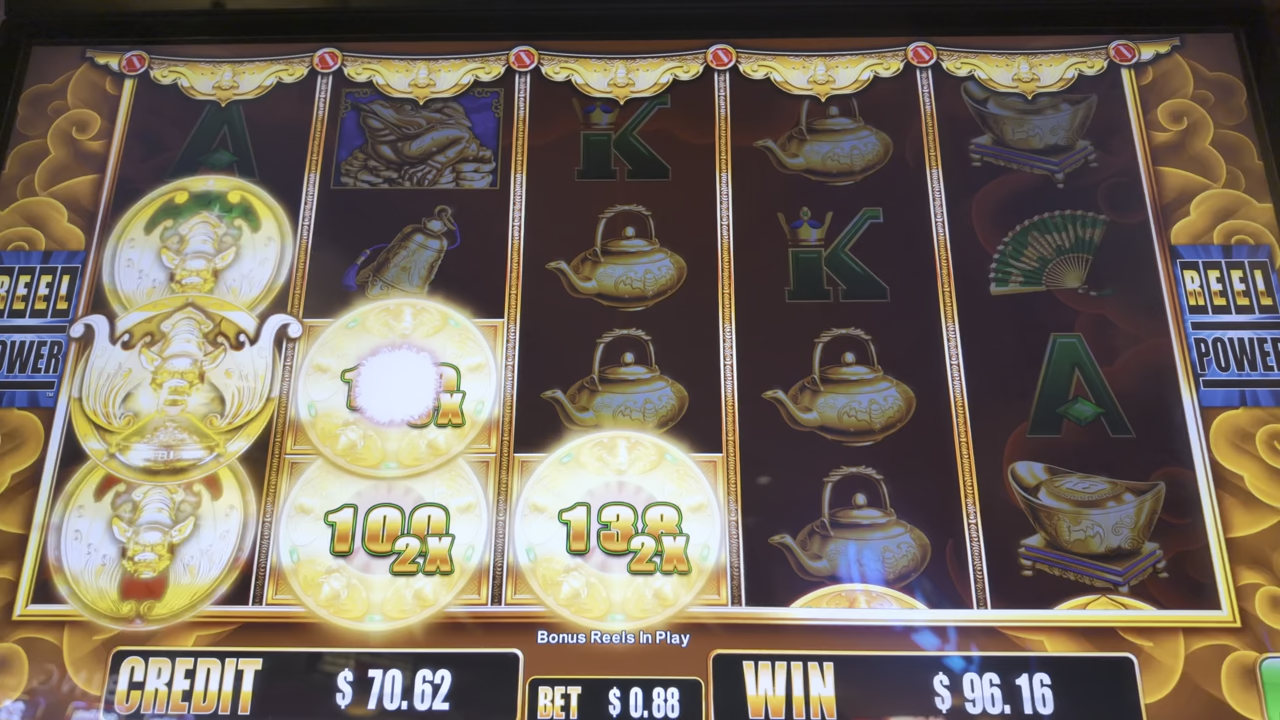 A
K
K
REEL
REEL
POWER
POWER
A
2X
100
2X
138
2X
Bonus Reels In Play
CREDIT $ 70.62
BET $ 0.88
WIN $ 96.16